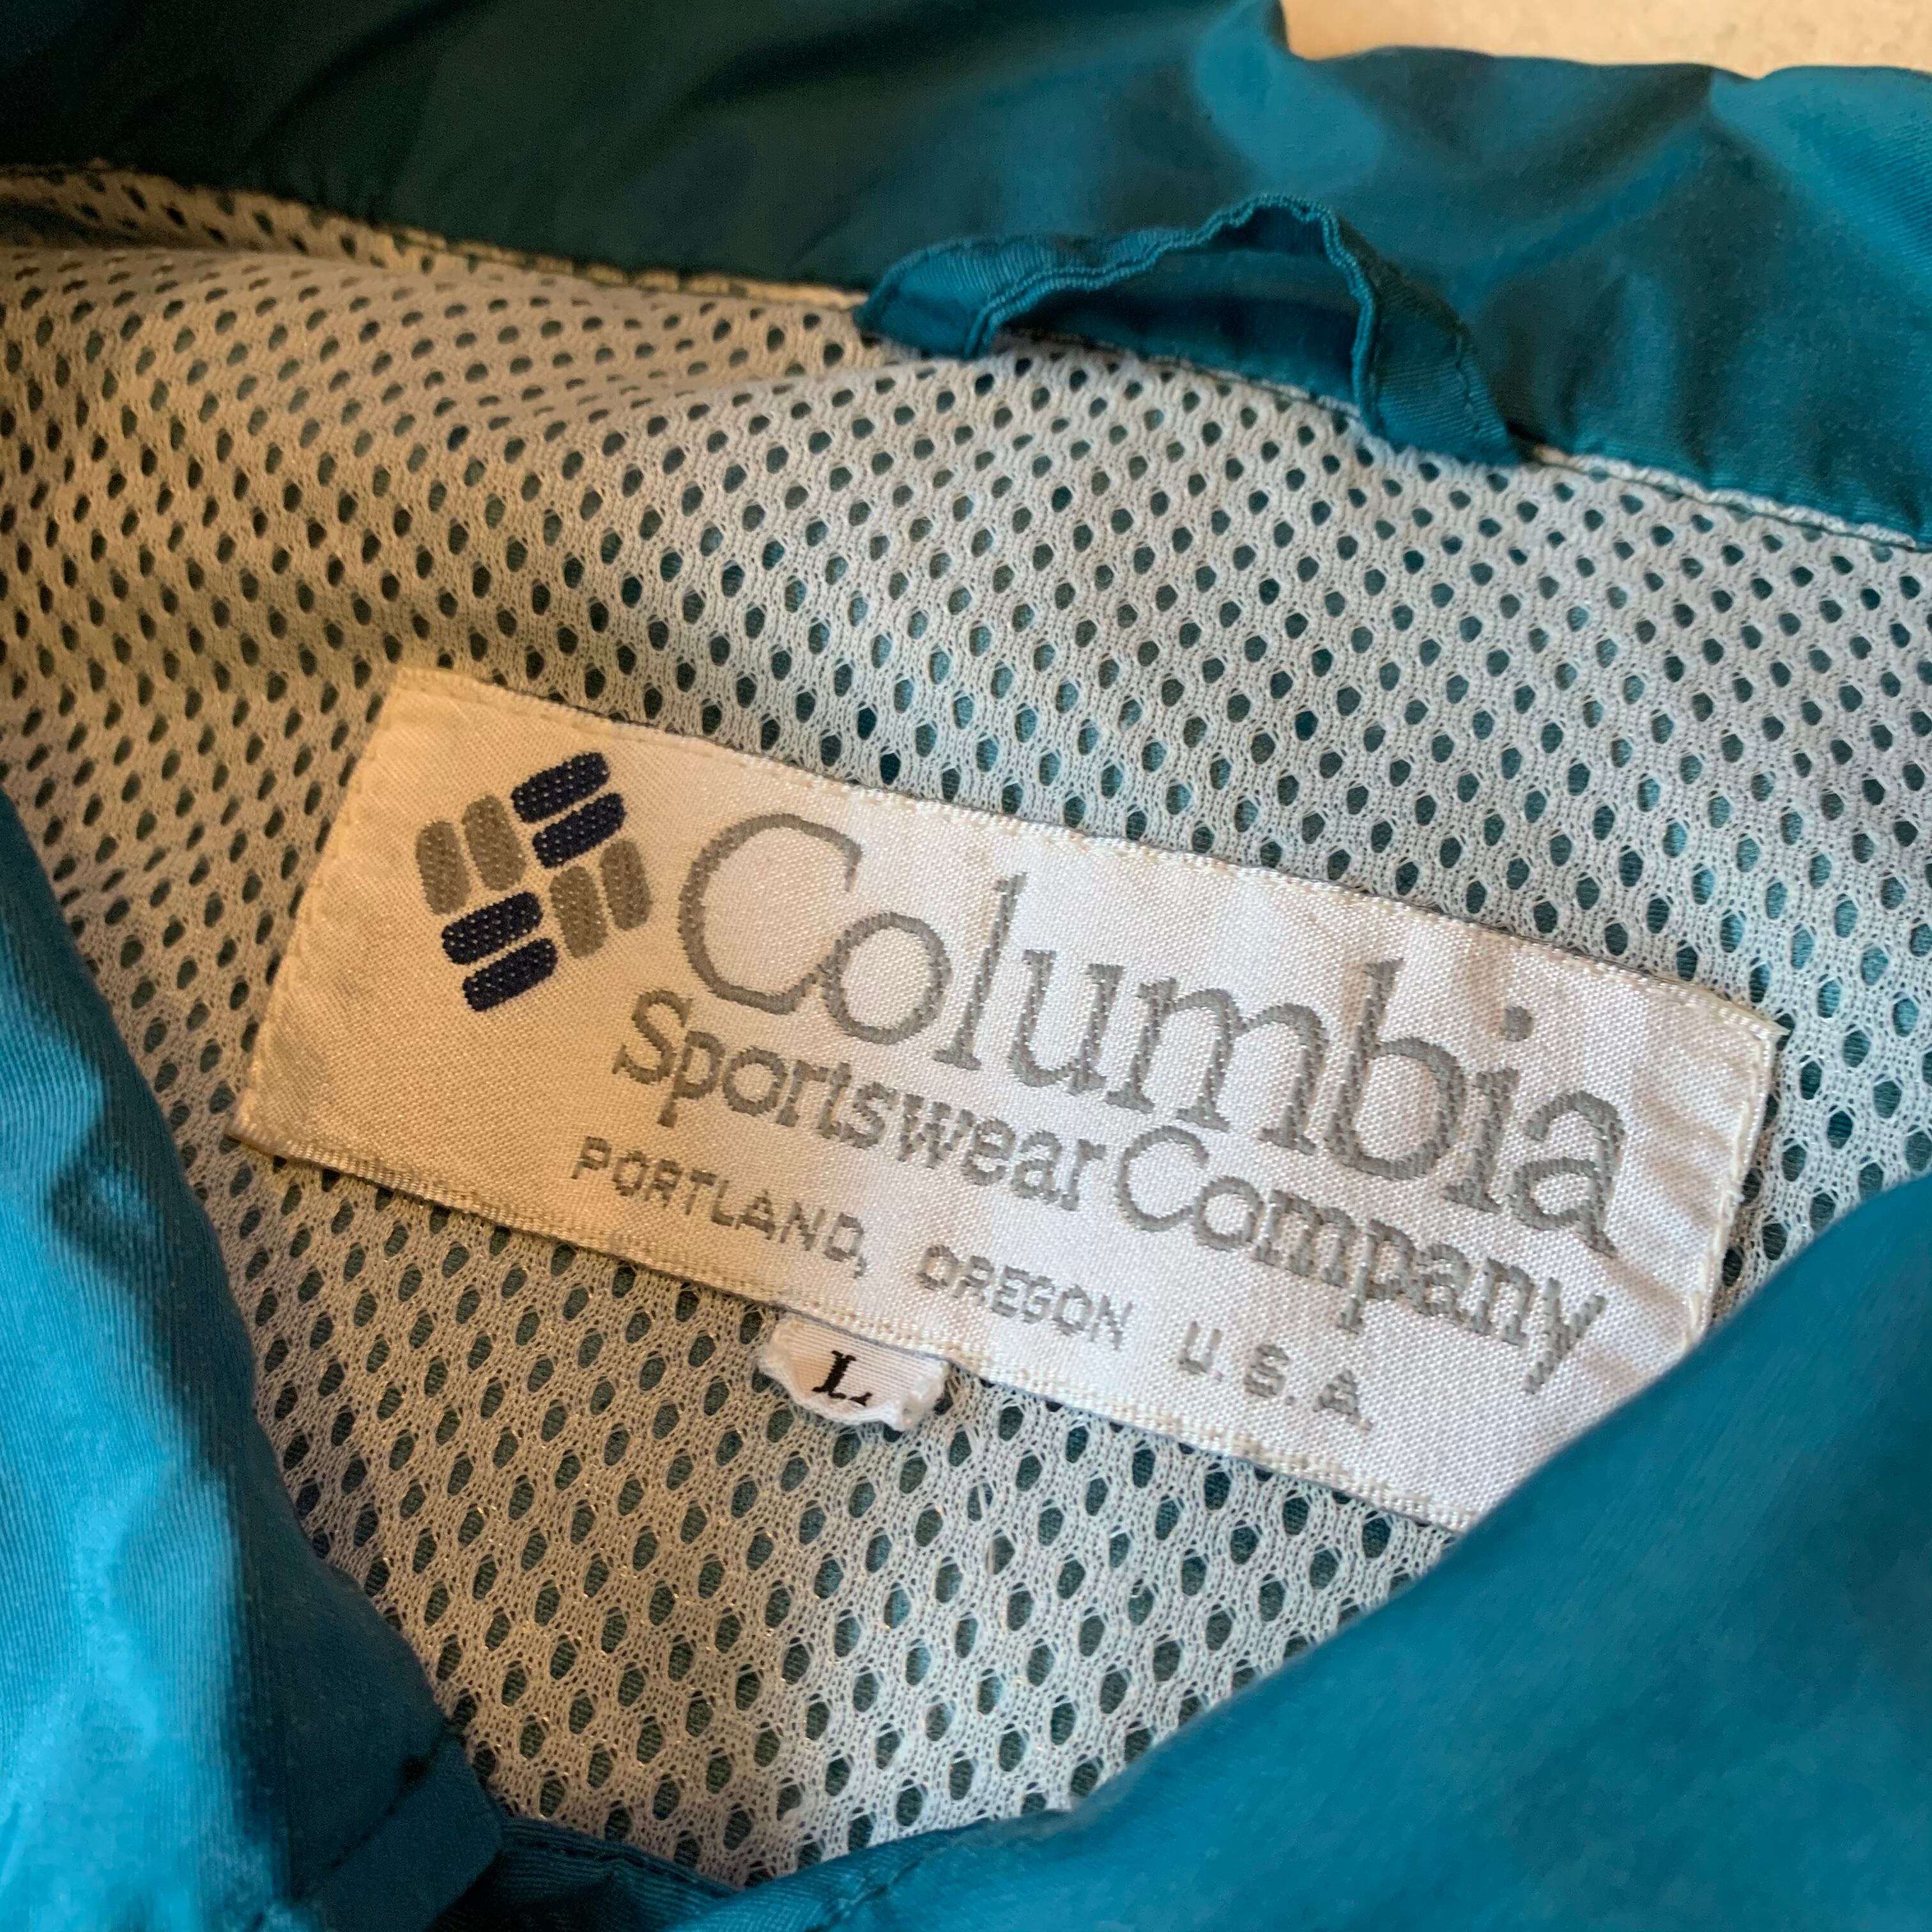 Columbia
Sportswear Company
PORTLAND, OREGON U.S.A.
L